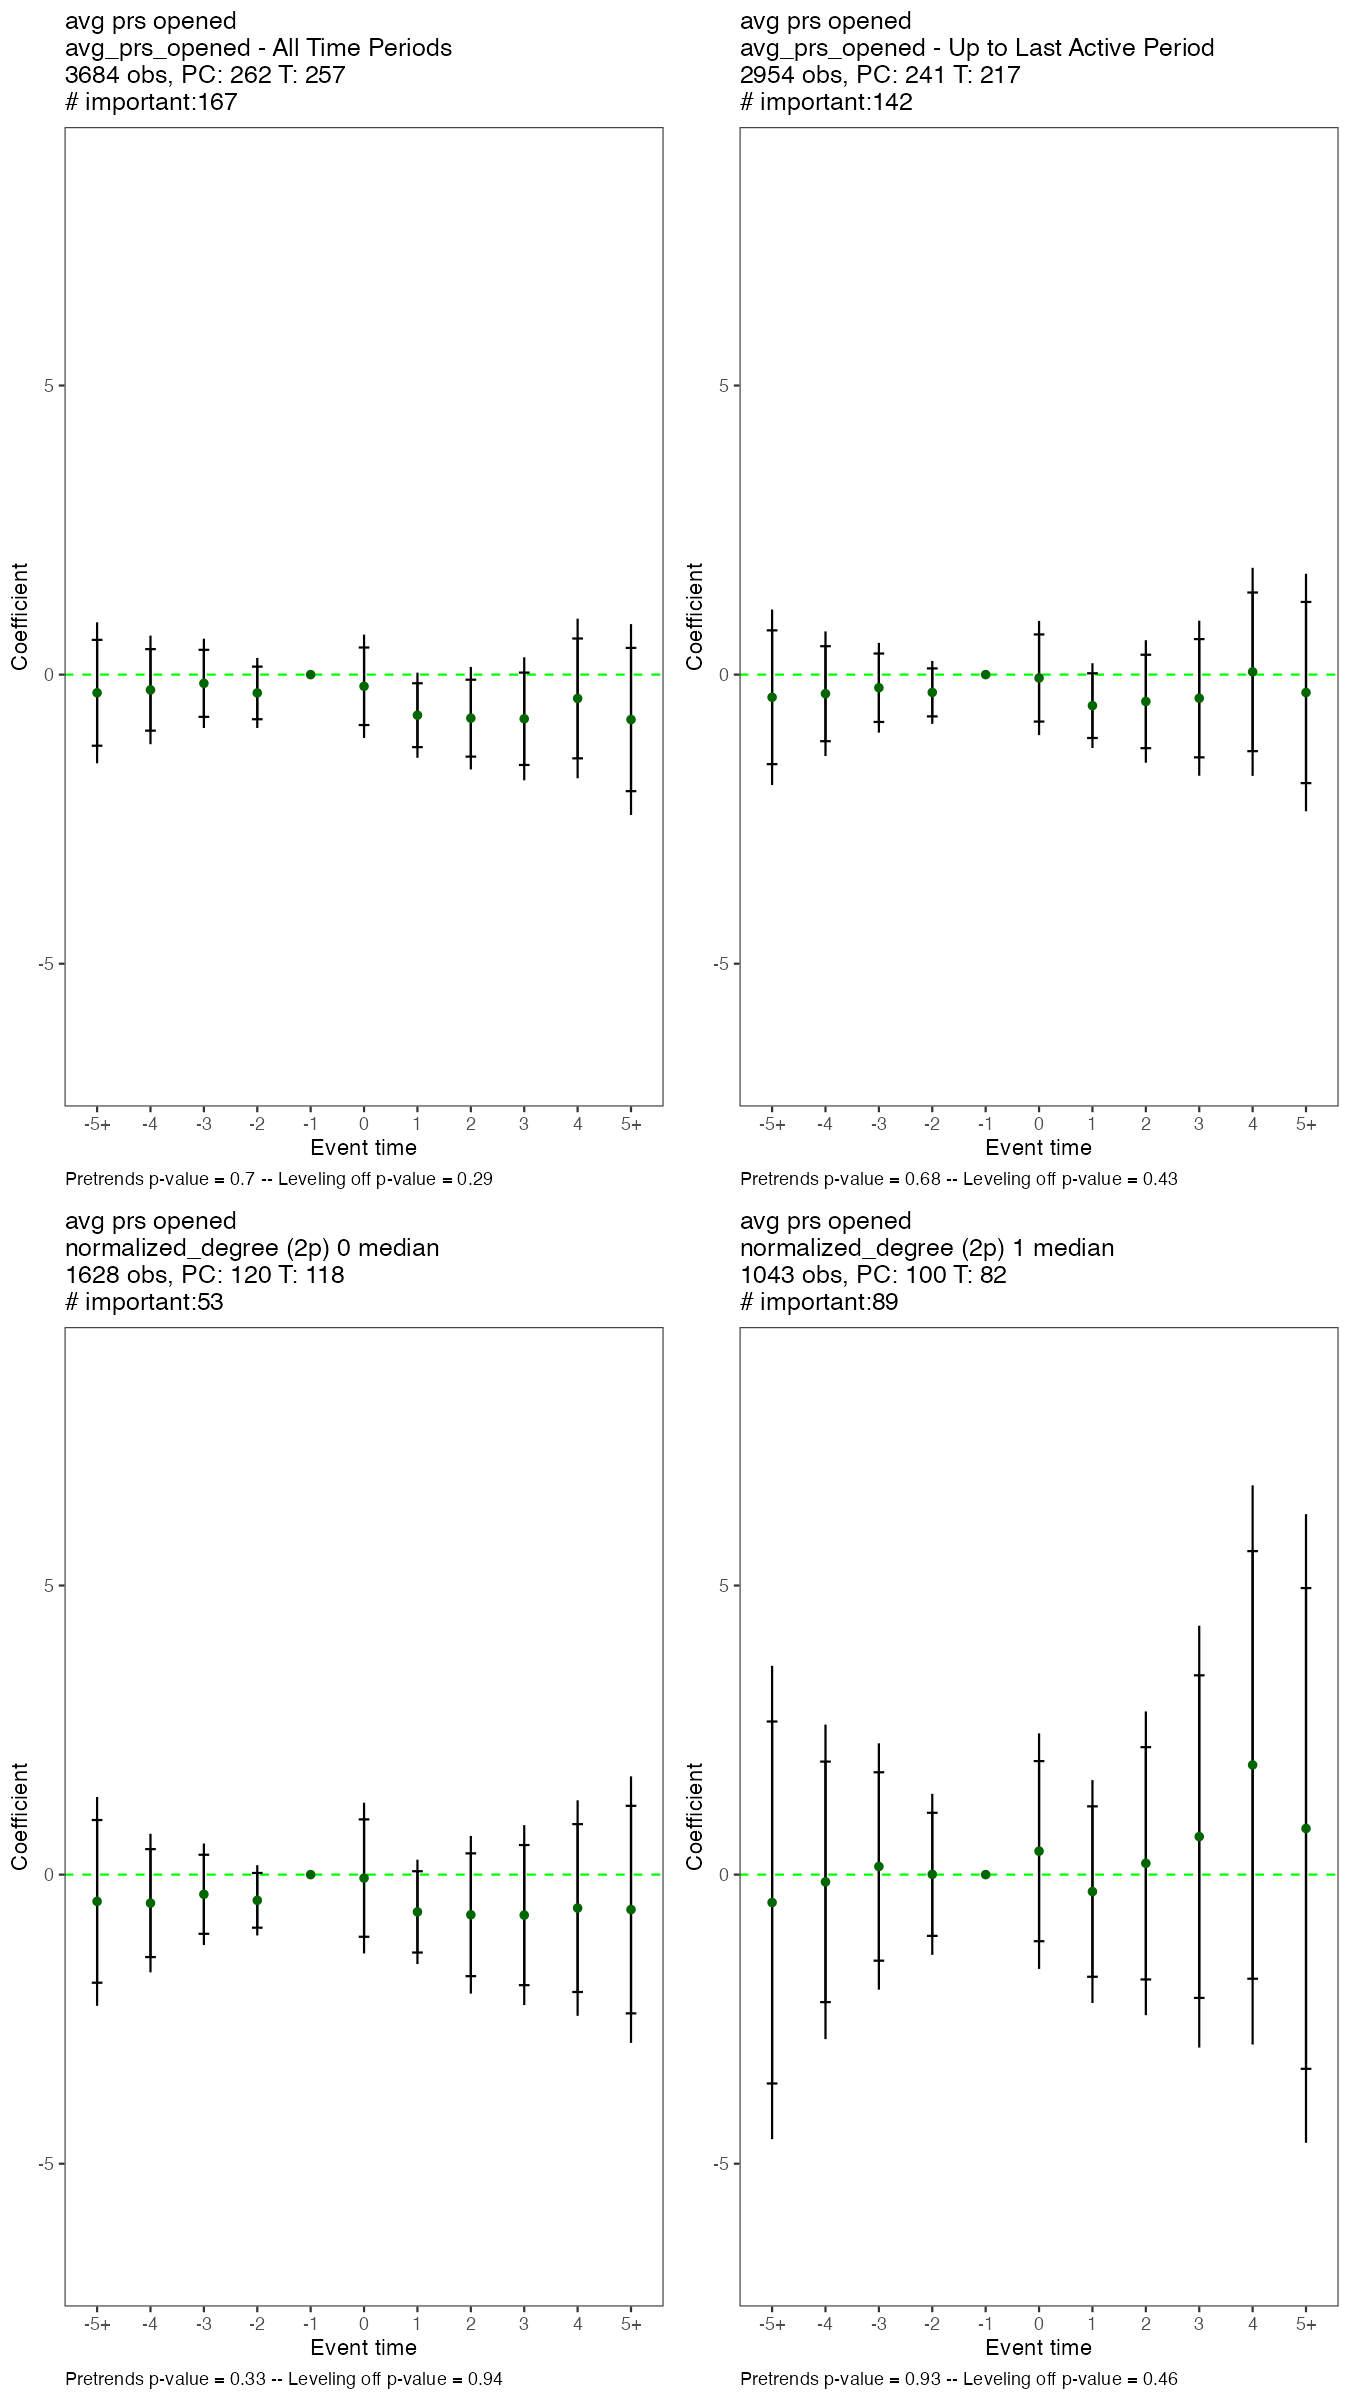 avg prs opened
avg_prs_opened - All Time Periods
3684 obs, PC: 262 T: 257
# important:167
Coefficient
5
0
-5
-5+ -4 -3 -2 -1 0 1 2 3 4 5+
Event time
Pretrends p-value = 0.7 -- Leveling off p-value = 0.29
avg prs opened
avg_prs_opened - Up to Last Active Period
2954 obs, PC: 241 T: 217
# important:142
Coefficient
5
0
-5
-5+ -4 -3 -2 -1 0 1 2 3 4 5+
Event time
Pretrends p-value = 0.68 -- Leveling off p-value = 0.43
avg prs opened
normalized_degree (2p) 0 median
1628 obs, PC: 120 T: 118
# important:53
Coefficient
5
0
-5
-5+ -4 -3 -2 -1 0 1 2 3 4 5+
Event time
Pretrends p-value = 0.33 -- Leveling off p-value = 0.94
avg prs opened
normalized_degree (2p) 1 median
1043 obs, PC: 100 T: 82
# important:89
Coefficient
5
0
-5
-5+ -4 -3 -2 -1 0 1 2 3 4 5+
Event time
Pretrends p-value = 0.93 -- Leveling off p-value = 0.46